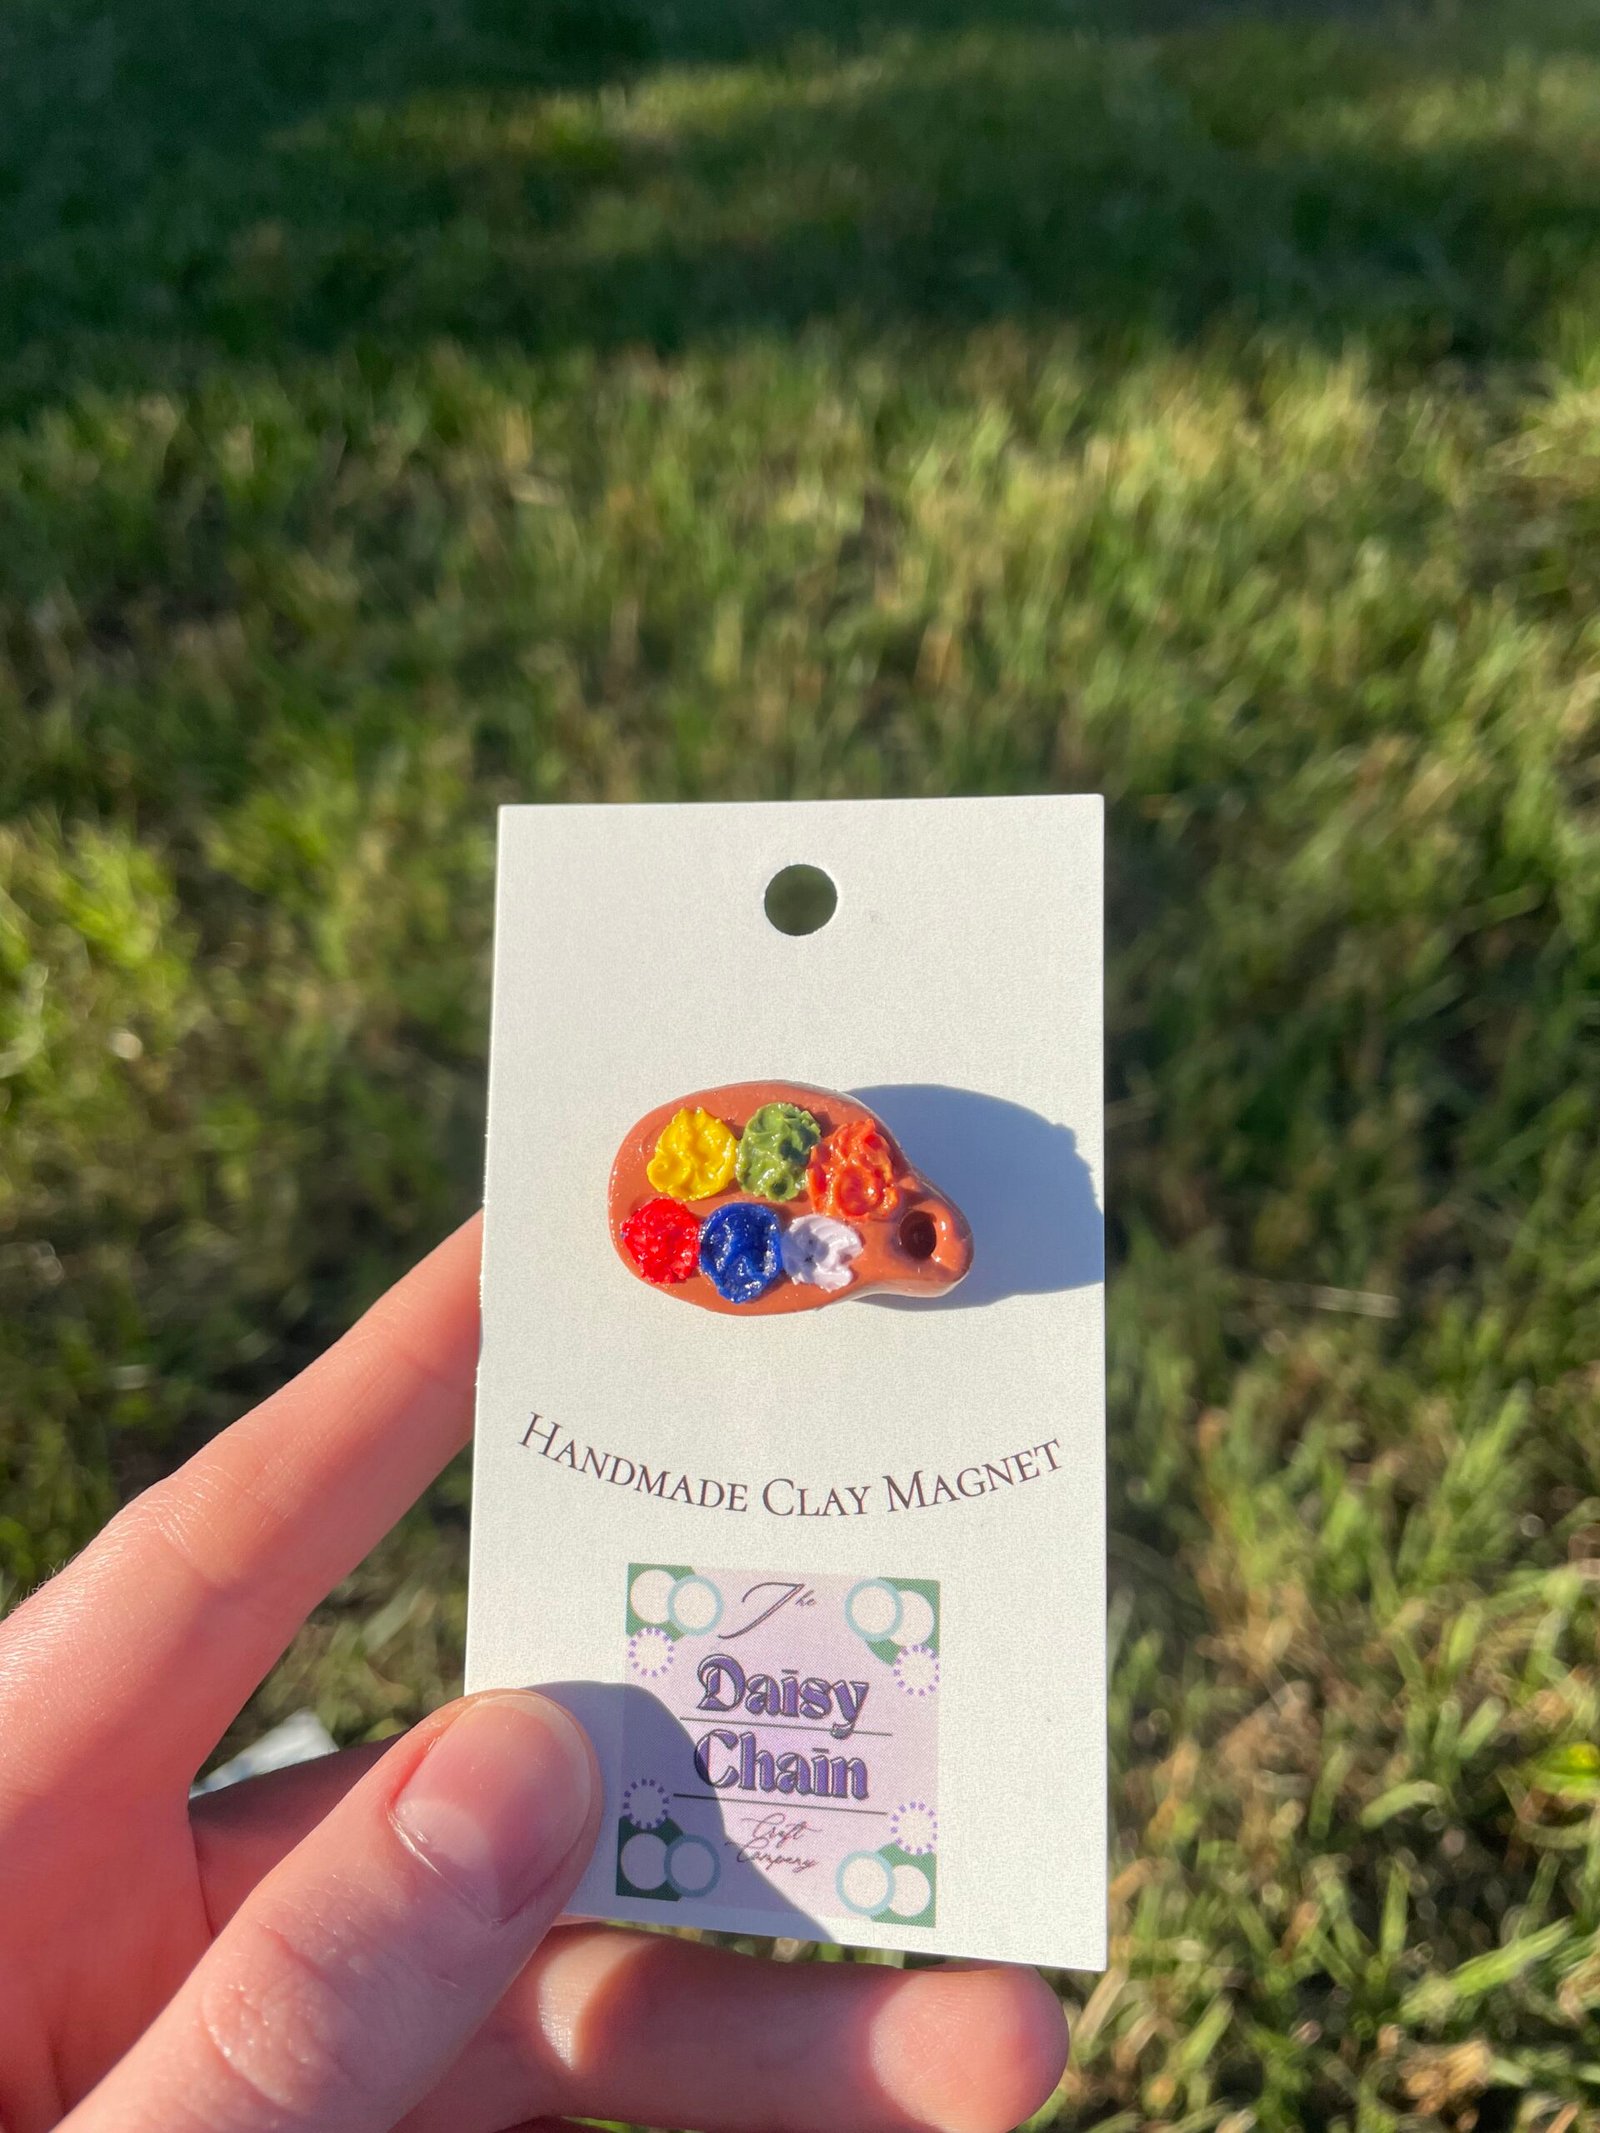 Handmade Clay Magnet
The
Daisy
Chain
Craft
Company